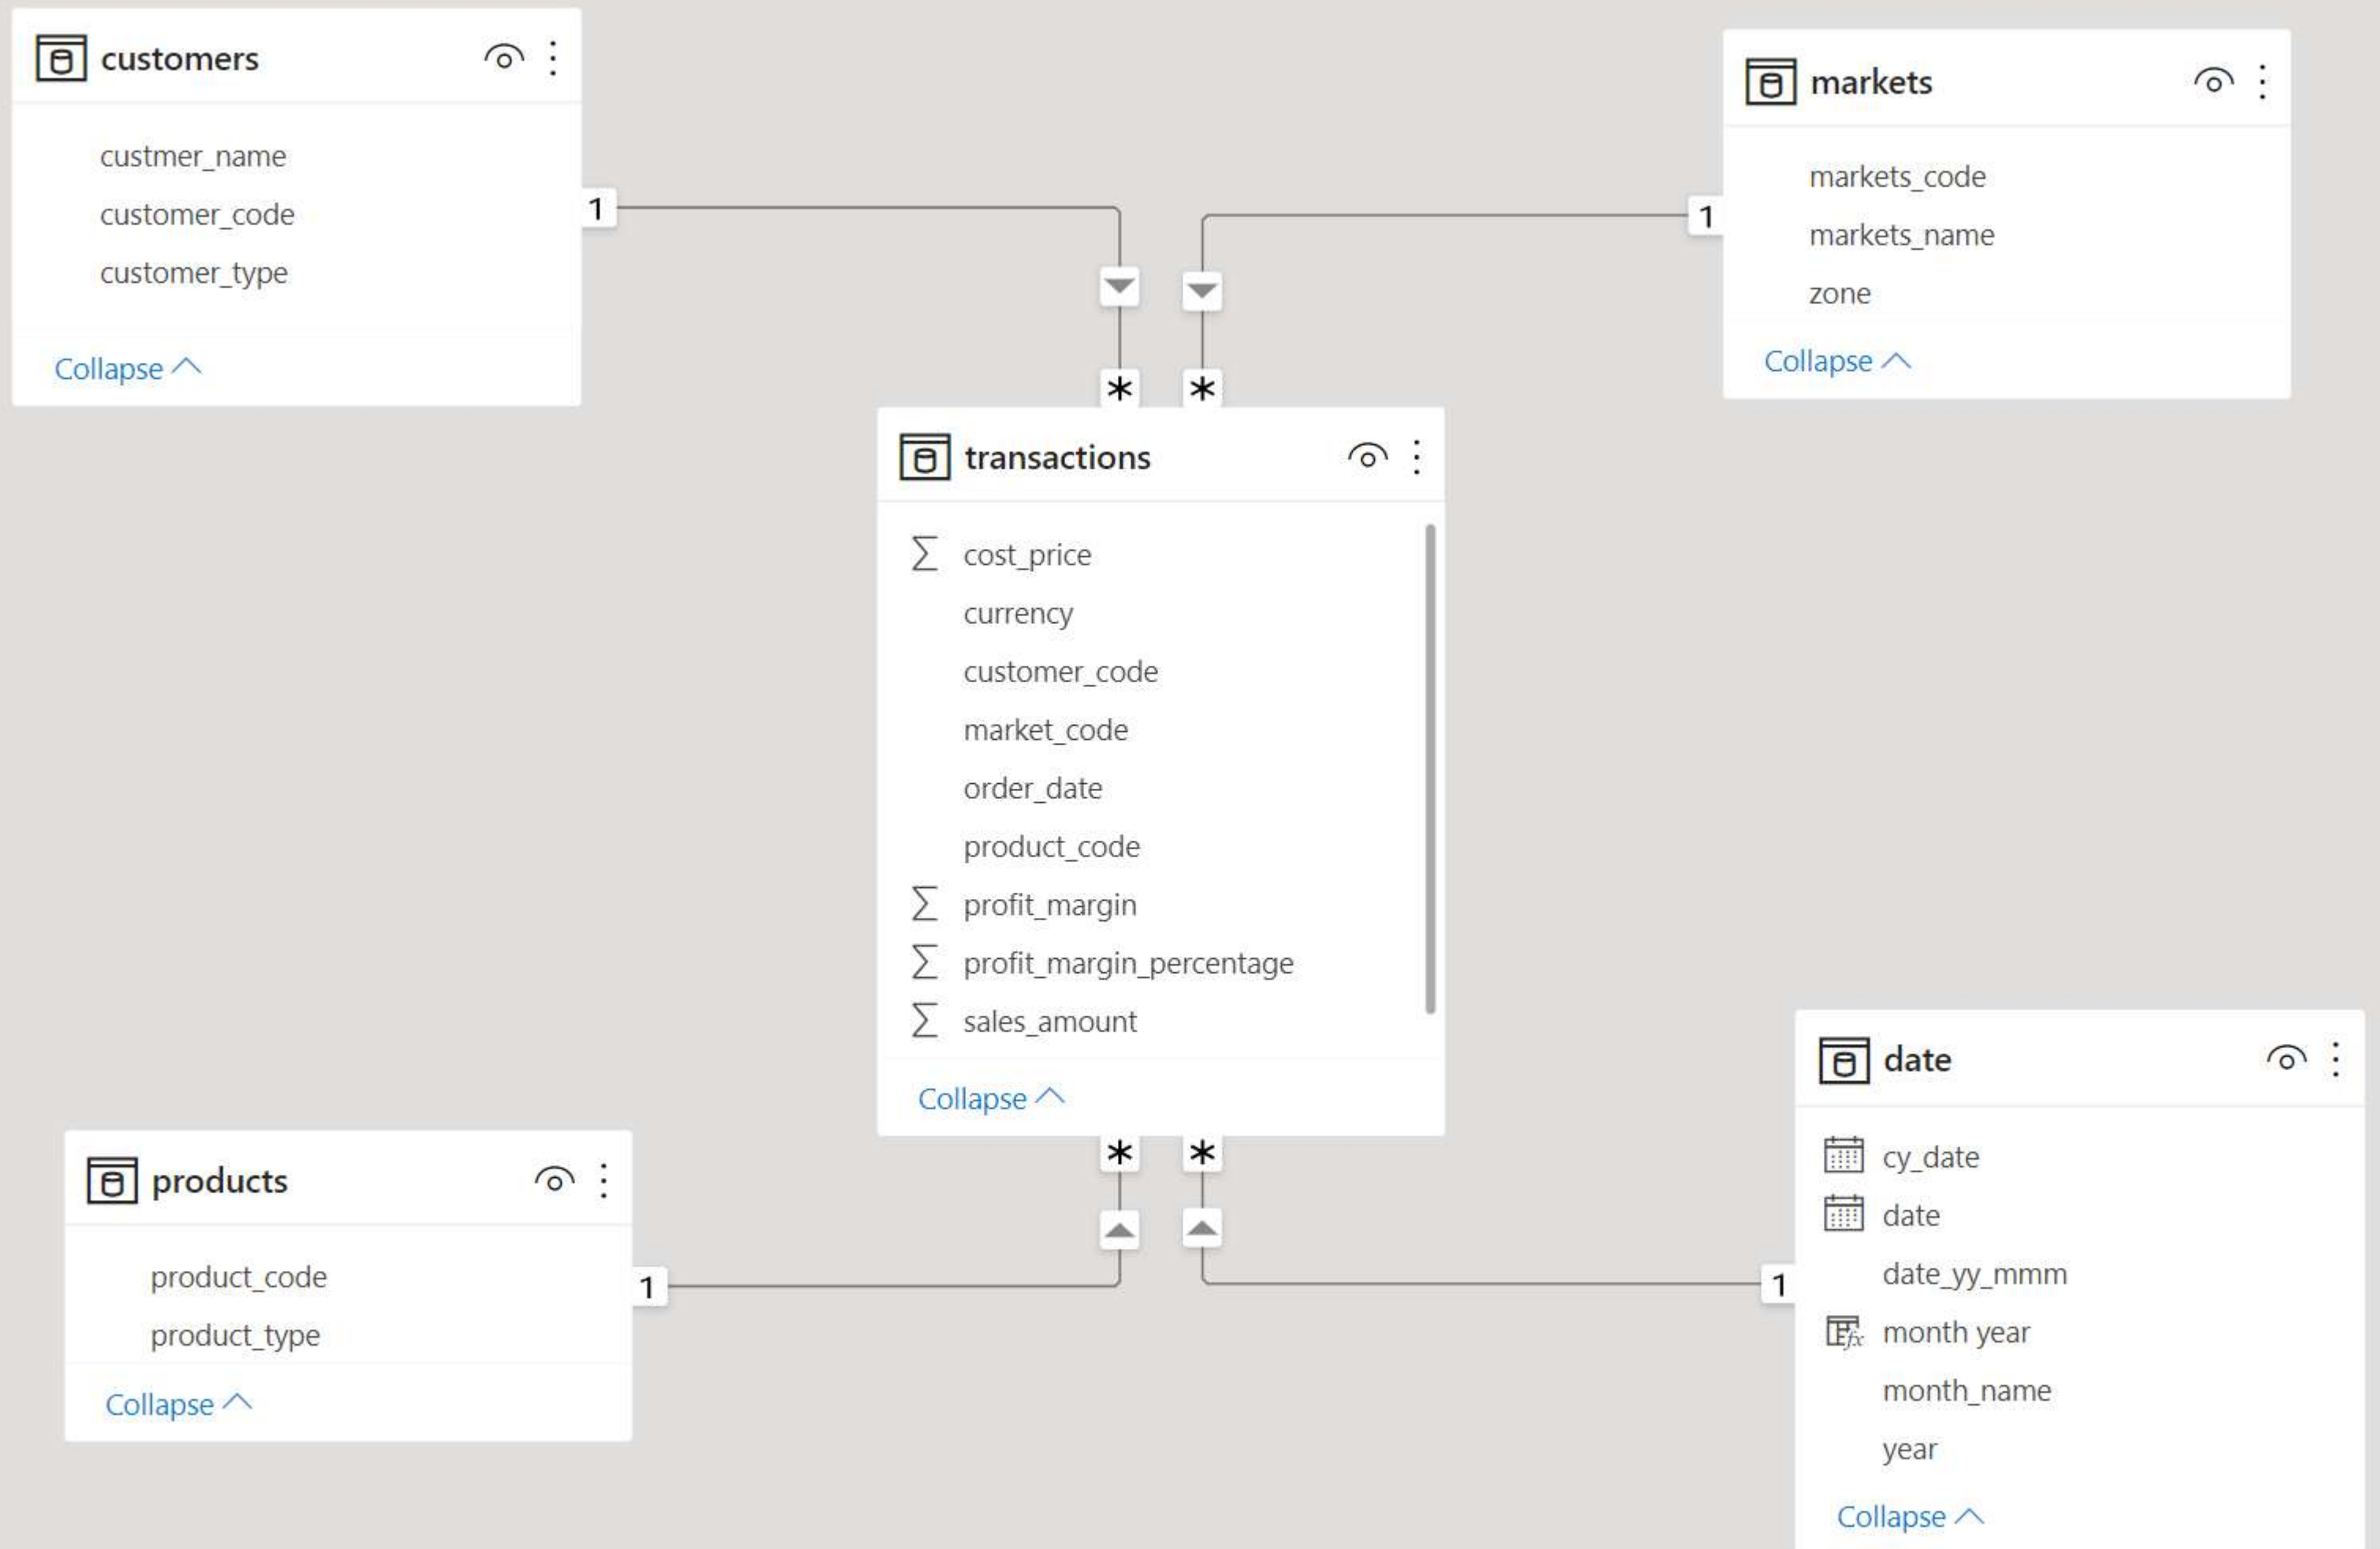 customers
custmer_name
customer_code
customer_type
Collapse
1
markets
markets_code
markets_name
zone
Collapse
1
*
*
transactions
Σ cost_price
currency
customer_code
market_code
order_date
product_code
Σ profit_margin
Σ profit_margin_percentage
Σ sales_amount
Collapse
*
*
products
product_code
product_type
Collapse
1
date
cy_date
date
date_yy_mmm
fx month year
month_name
year
Collapse
1